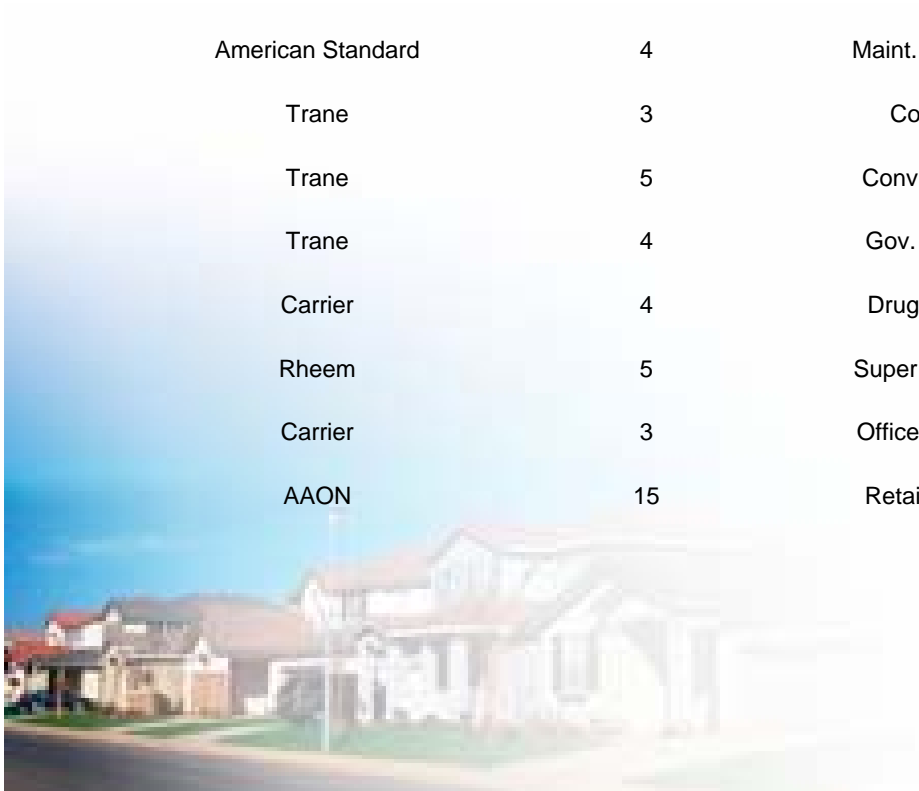 American Standard 4 Maint.
Trane 3 Co
Trane 5 Conv
Trane 4 Gov.
Carrier 4 Drug
Rheem 5 Super
Carrier 3 Office
AAON 15 Retai